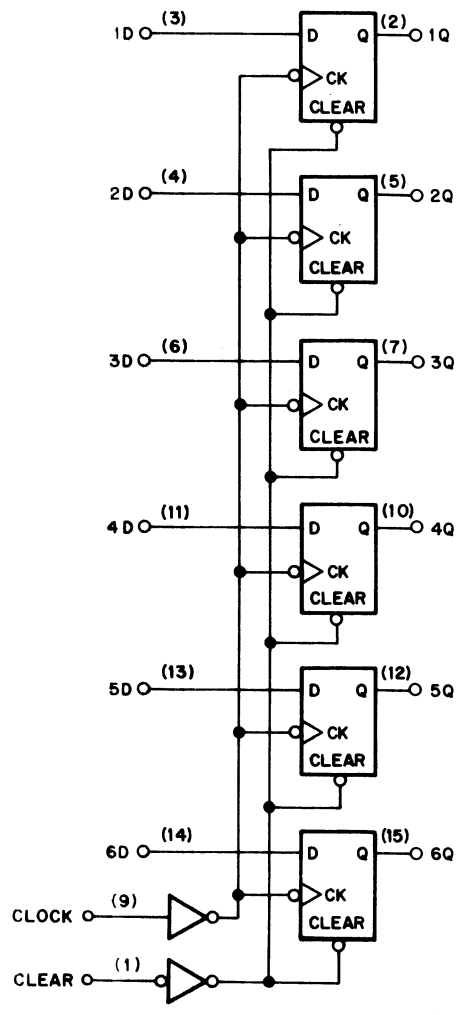 1D (3) D Q (2) 1Q
CK
CLEAR
2D (4) D Q (5) 2Q
CK
CLEAR
3D (6) D Q (7) 3Q
CK
CLEAR
4D (11) D Q (10) 4Q
CK
CLEAR
5D (13) D Q (12) 5Q
CK
CLEAR
6D (14) D Q (15) 6Q
CK
CLOCK (9) CLEAR
CLEAR (1)